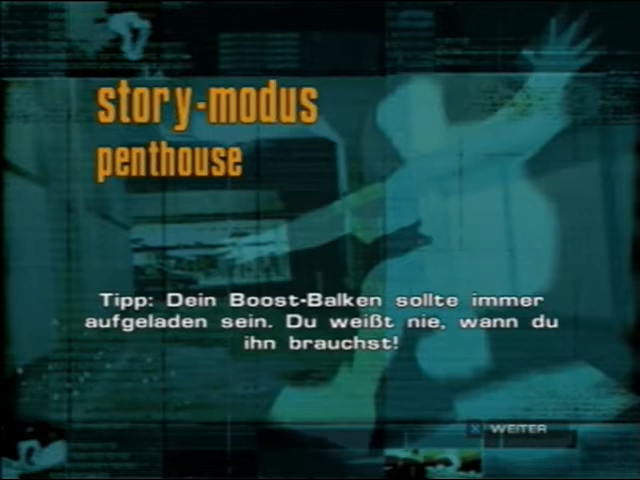 story-modus
penthouse
Tipp: Dein Boost-Balken sollte immer
aufgeladen sein. Du weißt nie, wann du
ihn brauchst!
X WEITER